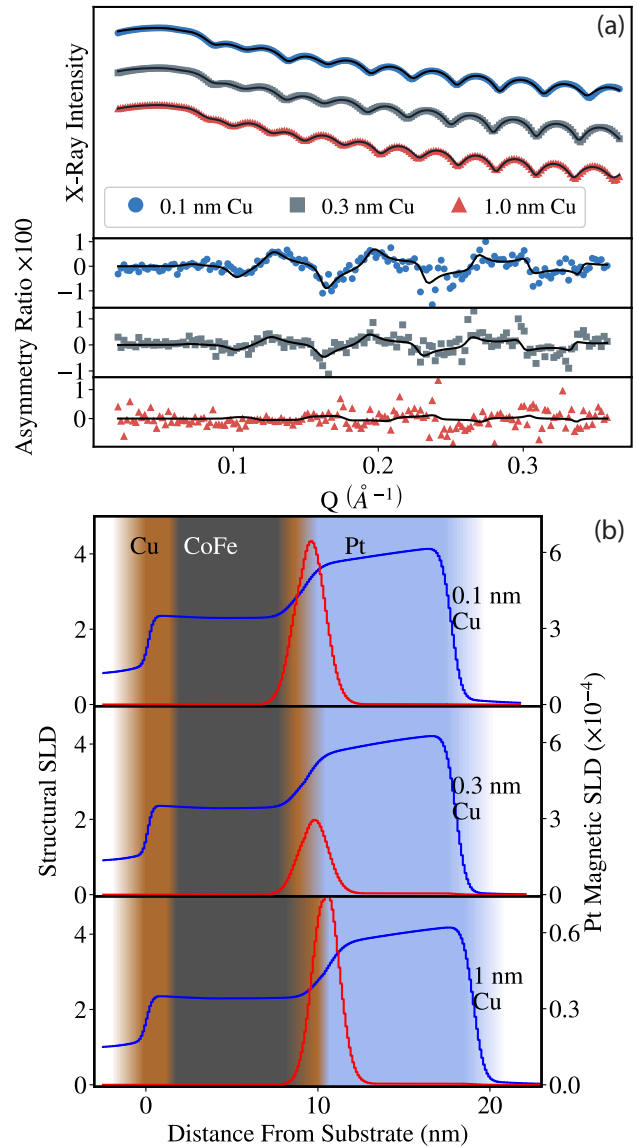 (a)
X-Ray Intensity
0.1 nm Cu 0.3 nm Cu 1.0 nm Cu
Asymmetry Ratio ×100
1
0
−1
1
0
−1
1
0
0.1 0.2 0.3
Q (Å⁻¹)
(b)
Cu CoFe Pt
4
2
0
6
3
0
0.1 nm
Cu
4
2
0
6
3
0
0.3 nm
Cu
4
2
0
0.6
0.3
0.0
1 nm
Cu
Structural SLD
Pt Magnetic SLD (×10⁻⁴)
0 10 20
Distance From Substrate (nm)